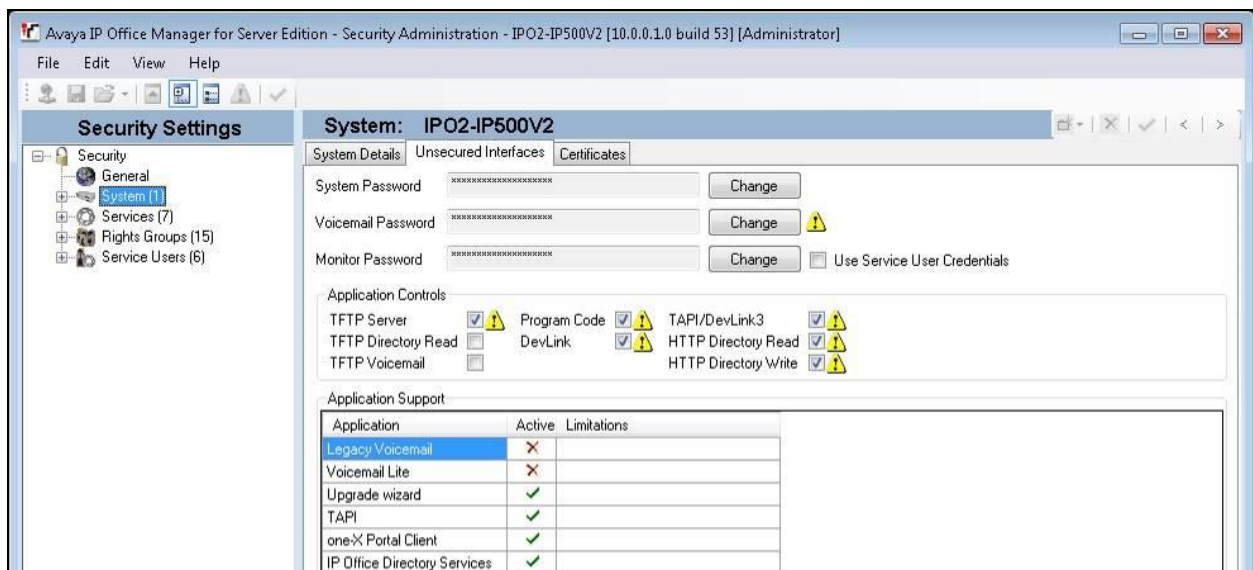 Avaya IP Office Manager for Server Edition - Security Administration - IPO2-IP500V2 [10.0.0.1.0 build 53] [Administrator]
File Edit View Help
Security Settings
Security
General
System (1)
Services (7)
Rights Groups (15)
Service Users (6)
System: IPO2-IP500V2
System Details Unsecured Interfaces Certificates
System Password xxxxxxxxxxxxxxxxxxxx Change
Voicemail Password xxxxxxxxxxxxxxxxxxxx Change
Monitor Password xxxxxxxxxxxxxxxxxxxx Change Use Service User Credentials
Application Controls
TFTP Server Program Code TAPI/DevLink3
TFTP Directory Read DevLink HTTP Directory Read
TFTP Voicemail HTTP Directory Write
Application Support
Application Active Limitations
Legacy Voicemail
Voicemail Lite
Upgrade wizard
TAPI
one-X Portal Client
IP Office Directory Services